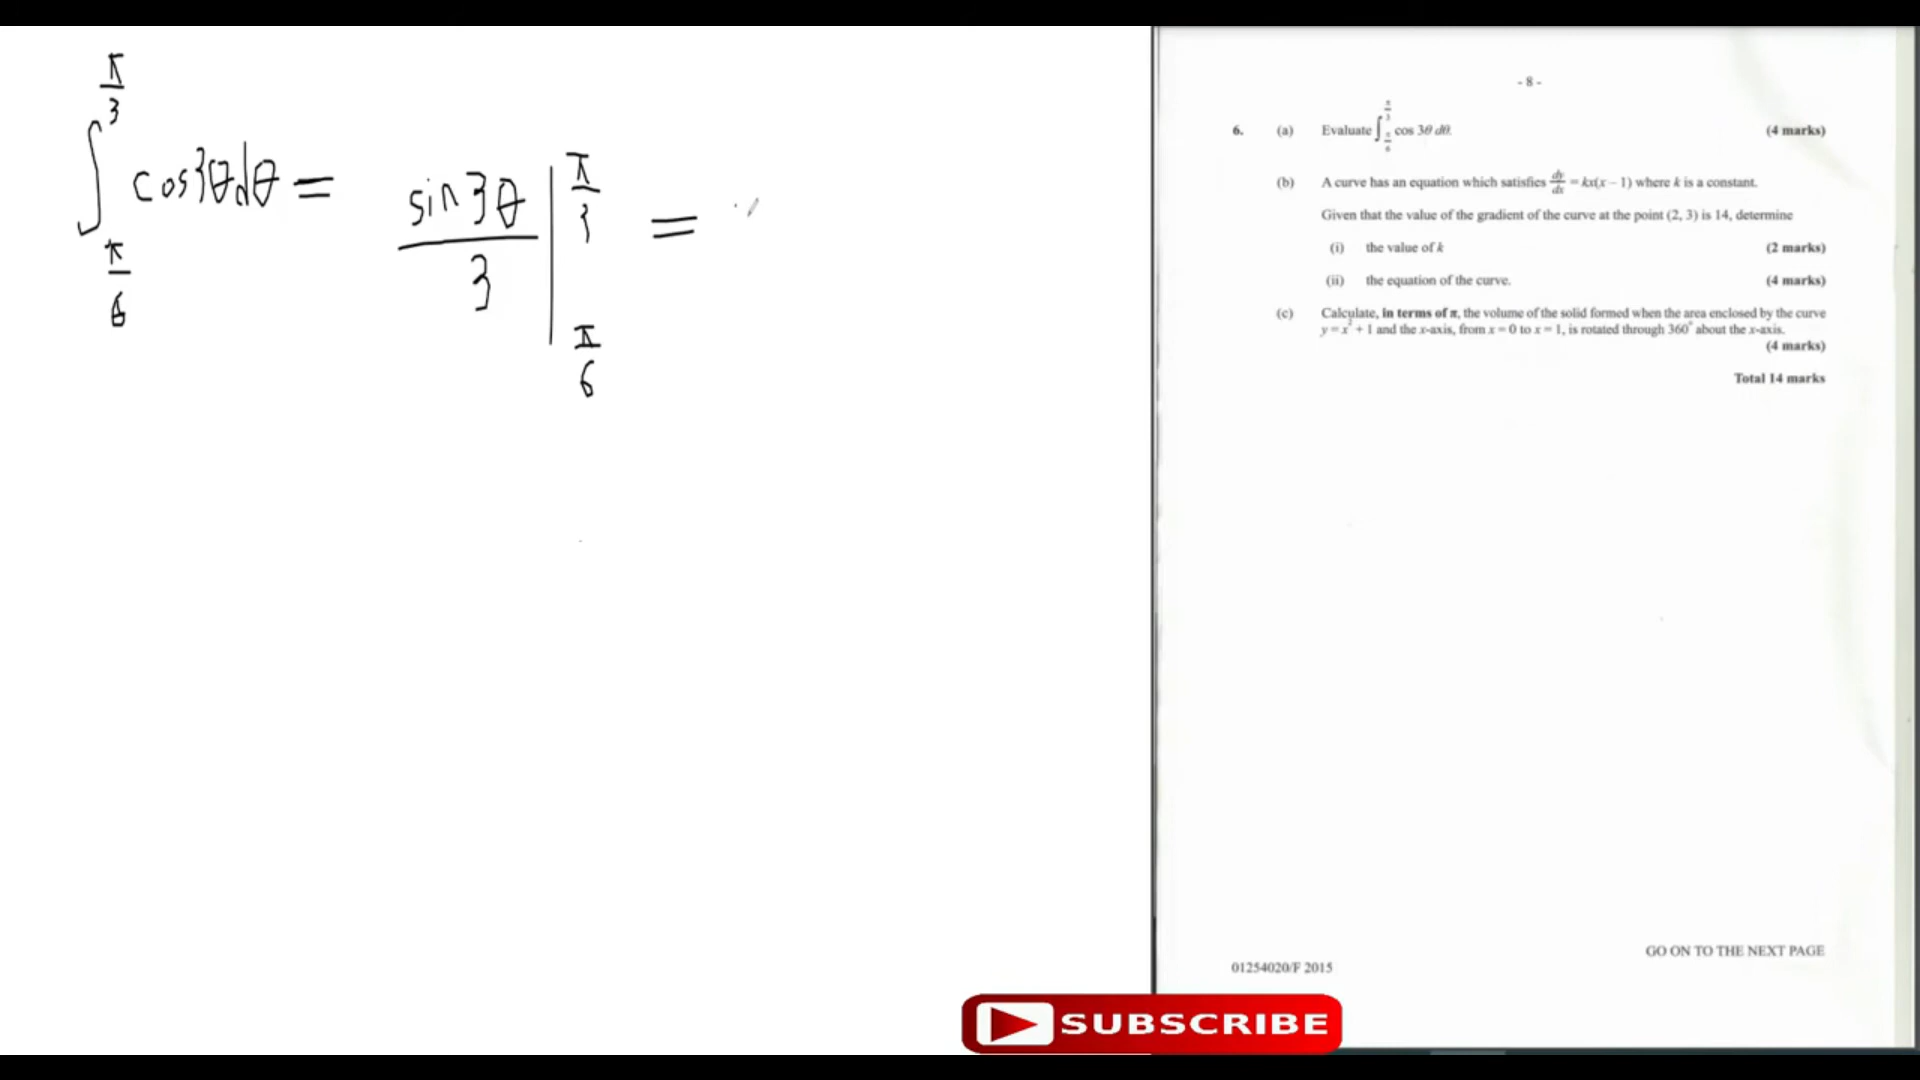 ∫_{π/6}^{π/3} cos3θdθ = sin3θ/3 |_{π/6}^{π/3} =
- 8 -
6. (a) Evaluate ∫_{π/6}^{π/3} cos 3θ dθ. (4 marks)
(b) A curve has an equation which satisfies dy/dx = kx(x – 1) where k is a constant.
Given that the value of the gradient of the curve at the point (2, 3) is 14, determine
(i) the value of k (2 marks)
(ii) the equation of the curve. (4 marks)
(c) Calculate, in terms of π, the volume of the solid formed when the area enclosed by the curve
y = x² + 1 and the x-axis, from x = 0 to x = 1, is rotated through 360° about the x-axis.
(4 marks)
Total 14 marks
GO ON TO THE NEXT PAGE
01254020/F 2015
SUBSCRIBE